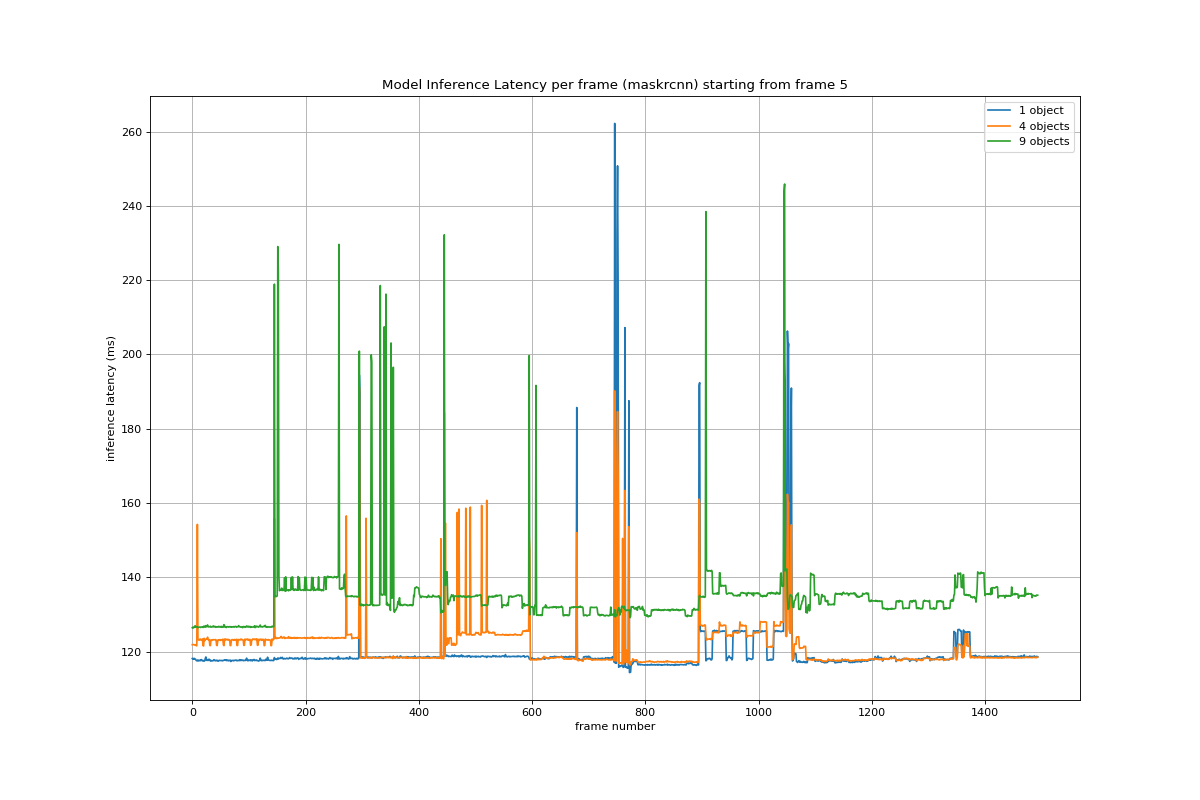 Model Inference Latency per frame (maskrcnn) starting from frame 5
1 object
4 objects
9 objects
inference latency (ms)
260
240
220
200
180
160
140
120
0 200 400 600 800 1000 1200 1400
frame number